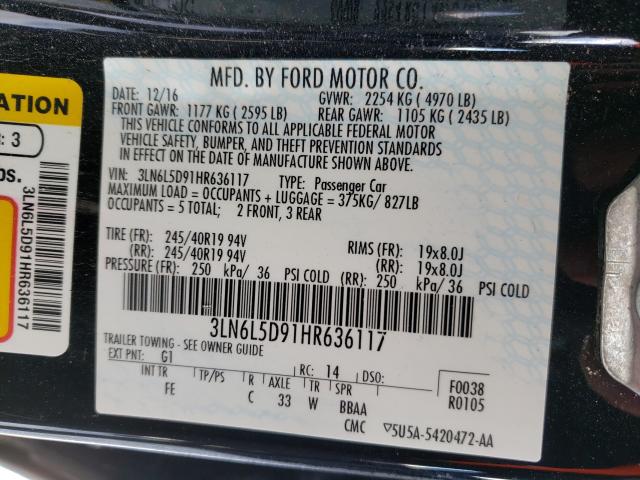 MFD. BY FORD MOTOR CO.
DATE: 12/16 GVWR: 2254 KG ( 4970 LB)
FRONT GAWR: 1177 KG ( 2595 LB) REAR GAWR: 1105 KG ( 2435 LB)
THIS VEHICLE CONFORMS TO ALL APPLICABLE FEDERAL MOTOR
VEHICLE SAFETY, BUMPER, AND THEFT PREVENTION STANDARDS
IN EFFECT ON THE DATE OF MANUFACTURE SHOWN ABOVE.
VIN: 3LN6L5D91HR636117 TYPE: Passenger Car
MAXIMUM LOAD = OCCUPANTS + LUGGAGE = 375KG/ 827LB
OCCUPANTS = 5 TOTAL; 2 FRONT, 3 REAR
TIRE (FR): 245/40R19 94V RIMS (FR): 19x8.0J
(RR): 245/40R19 94V (RR): 19x8.0J
PRESSURE (FR): 250 kPa/ 36 PSI COLD (RR): 250 kPa/ 36 PSI COLD
3LN6L5D91HR636117
TRAILER TOWING - SEE OWNER GUIDE
EXT PNT: G1 RC: 14 DSO:
INT TR TP/PS R AXLE TR SPR F0038
FE C 33 W BBAA R0105
CMC ▽5U5A-5420472-AA
ATION
: 3
bs.
3LN6L5D91HR636117